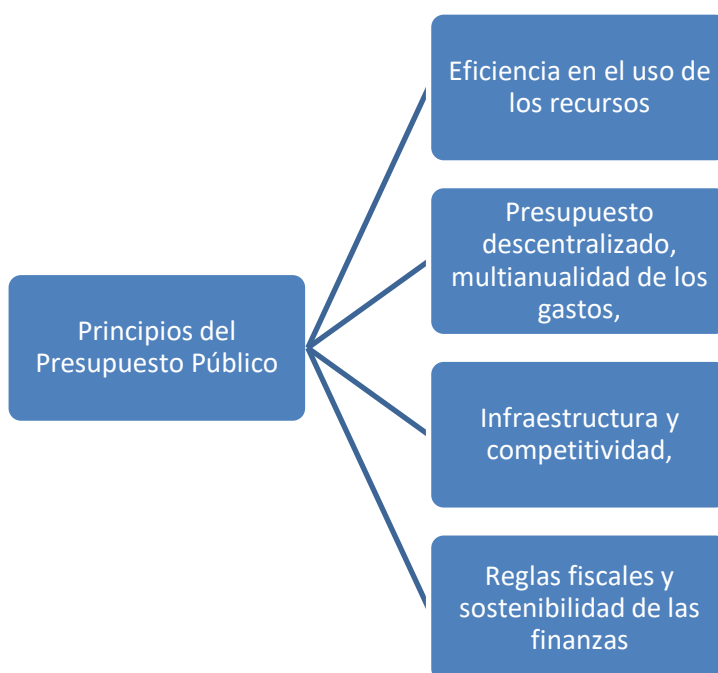 Principios del
Presupuesto Público
Eficiencia en el uso de
los recursos
Presupuesto
descentralizado,
multianualidad de los
gastos,
Infraestructura y
competitividad,
Reglas fiscales y
sostenibilidad de las
finanzas